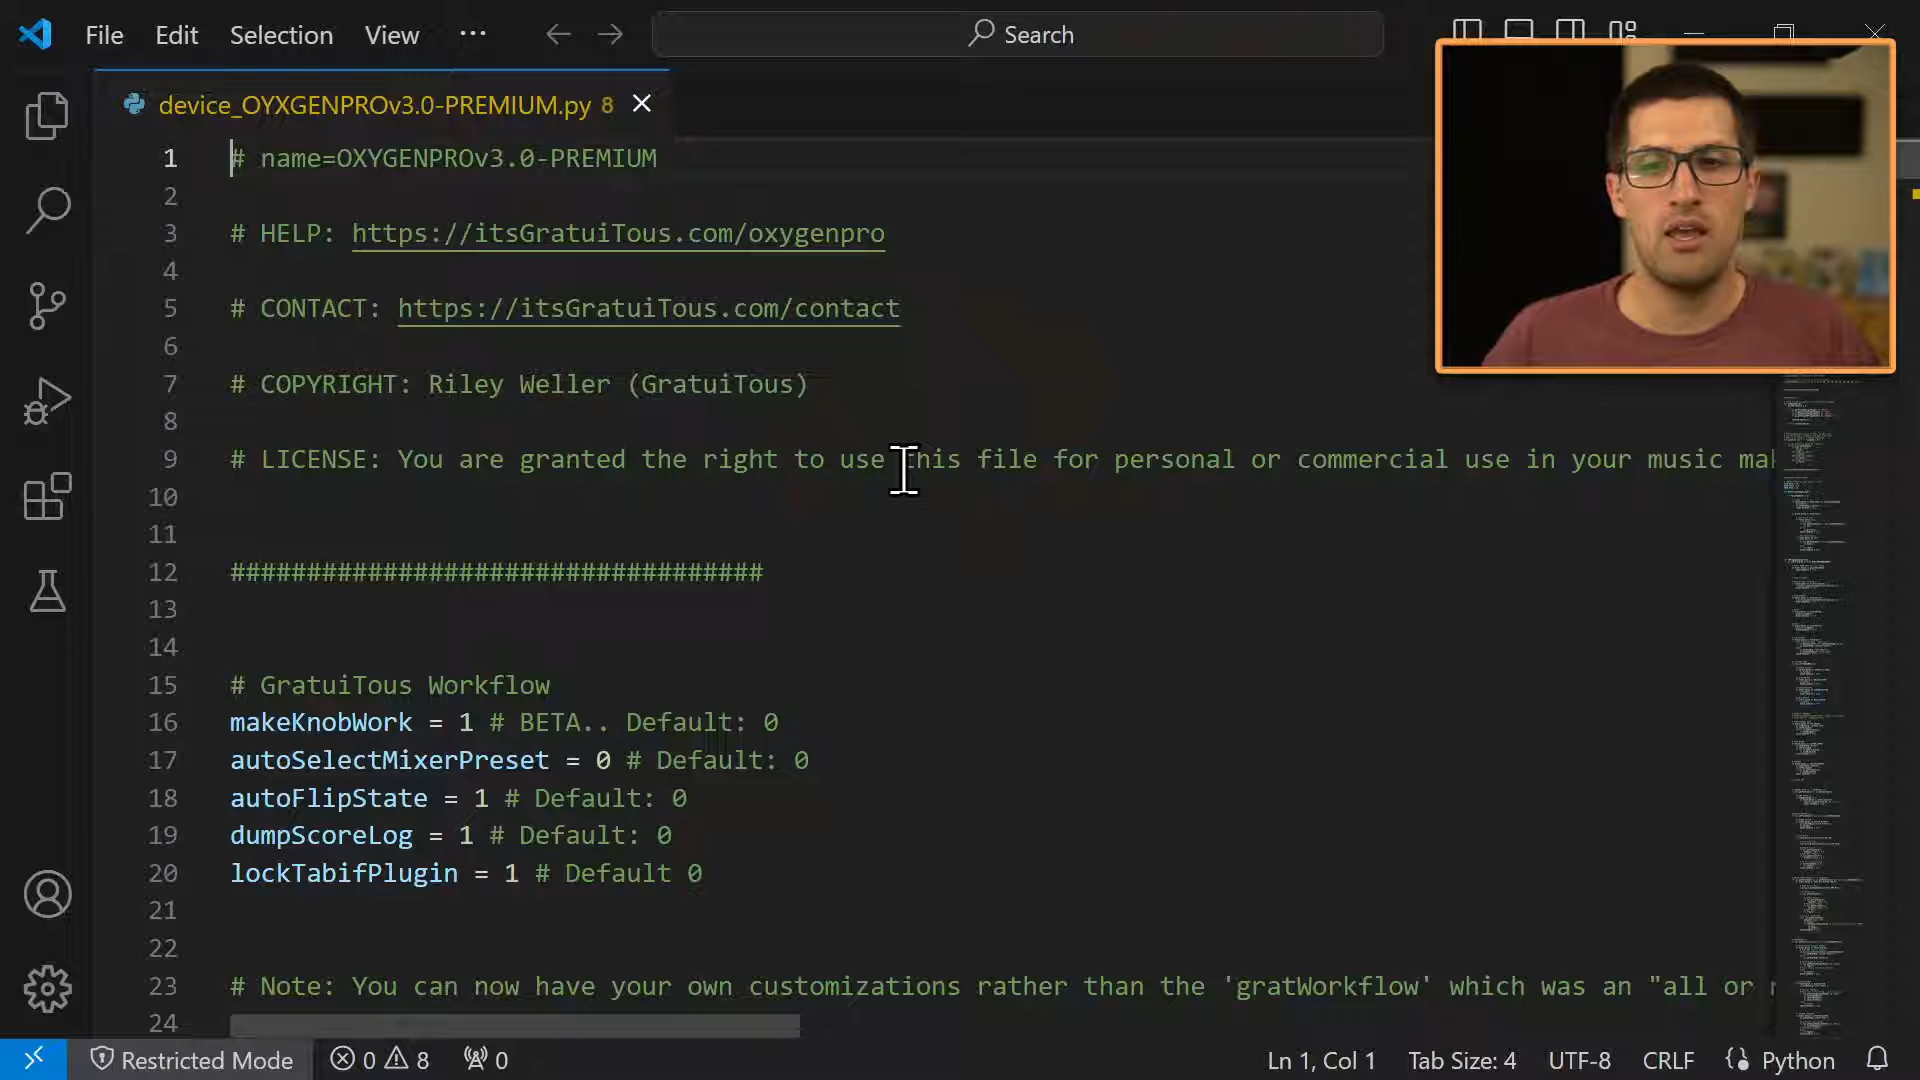 File Edit Selection View ··· Search
device_OYXGENPROv3.0-PREMIUM.py 8
1 # name=OXYGENPROv3.0-PREMIUM
2
3 # HELP: https://itsGratuiTous.com/oxygenpro
4
5 # CONTACT: https://itsGratuiTous.com/contact
6
7 # COPYRIGHT: Riley Weller (GratuiTous)
8
9 # LICENSE: You are granted the right to use this file for personal or commercial use in your music
10
11
12 ###################################
13
14
15 # GratuiTous Workflow
16 makeKnobWork = 1 # BETA.. Default: 0
17 autoSelectMixerPreset = 0 # Default: 0
18 autoFlipState = 1 # Default: 0
19 dumpScoreLog = 1 # Default: 0
20 lockTabifPlugin = 1 # Default 0
21
22
23 # Note: You can now have your own customizations rather than the 'gratWorkflow' which was an "all or
24
Restricted Mode 0 8 0 Ln 1, Col 1 Tab Size: 4 UTF-8 CRLF Python